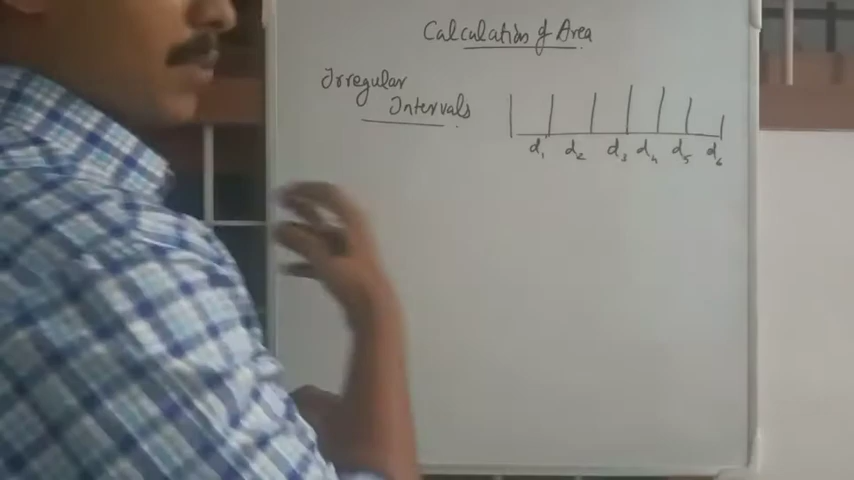 Calculation of Area
Irregular
Intervals
d₁ d₂ d₃ d₄ d₅ d₆